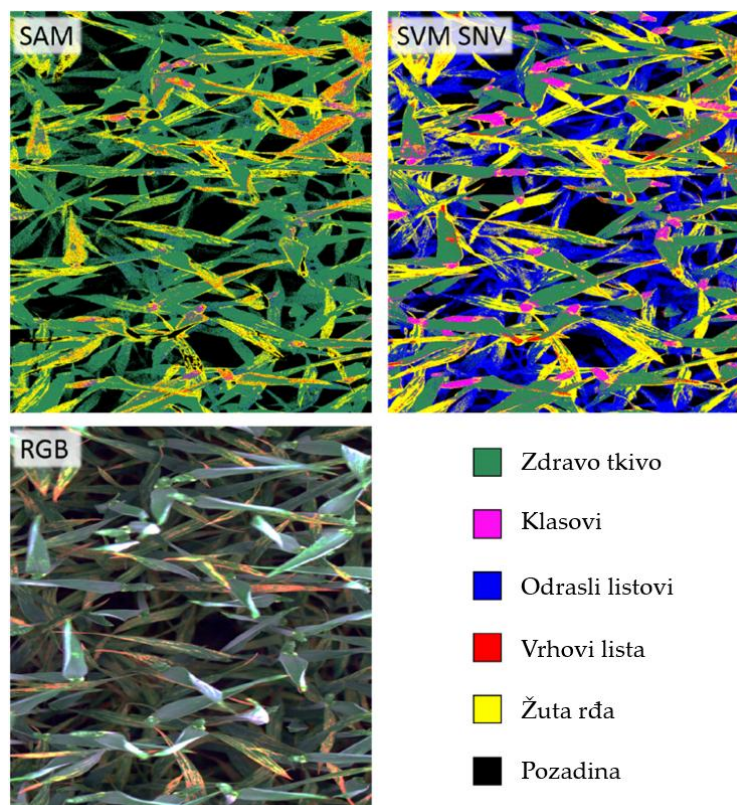 SAM
SVM SNV
RGB
Zdravo tkivo
Klasovi
Odrasli listovi
Vrhovi lista
Žuta rđa
Pozadina